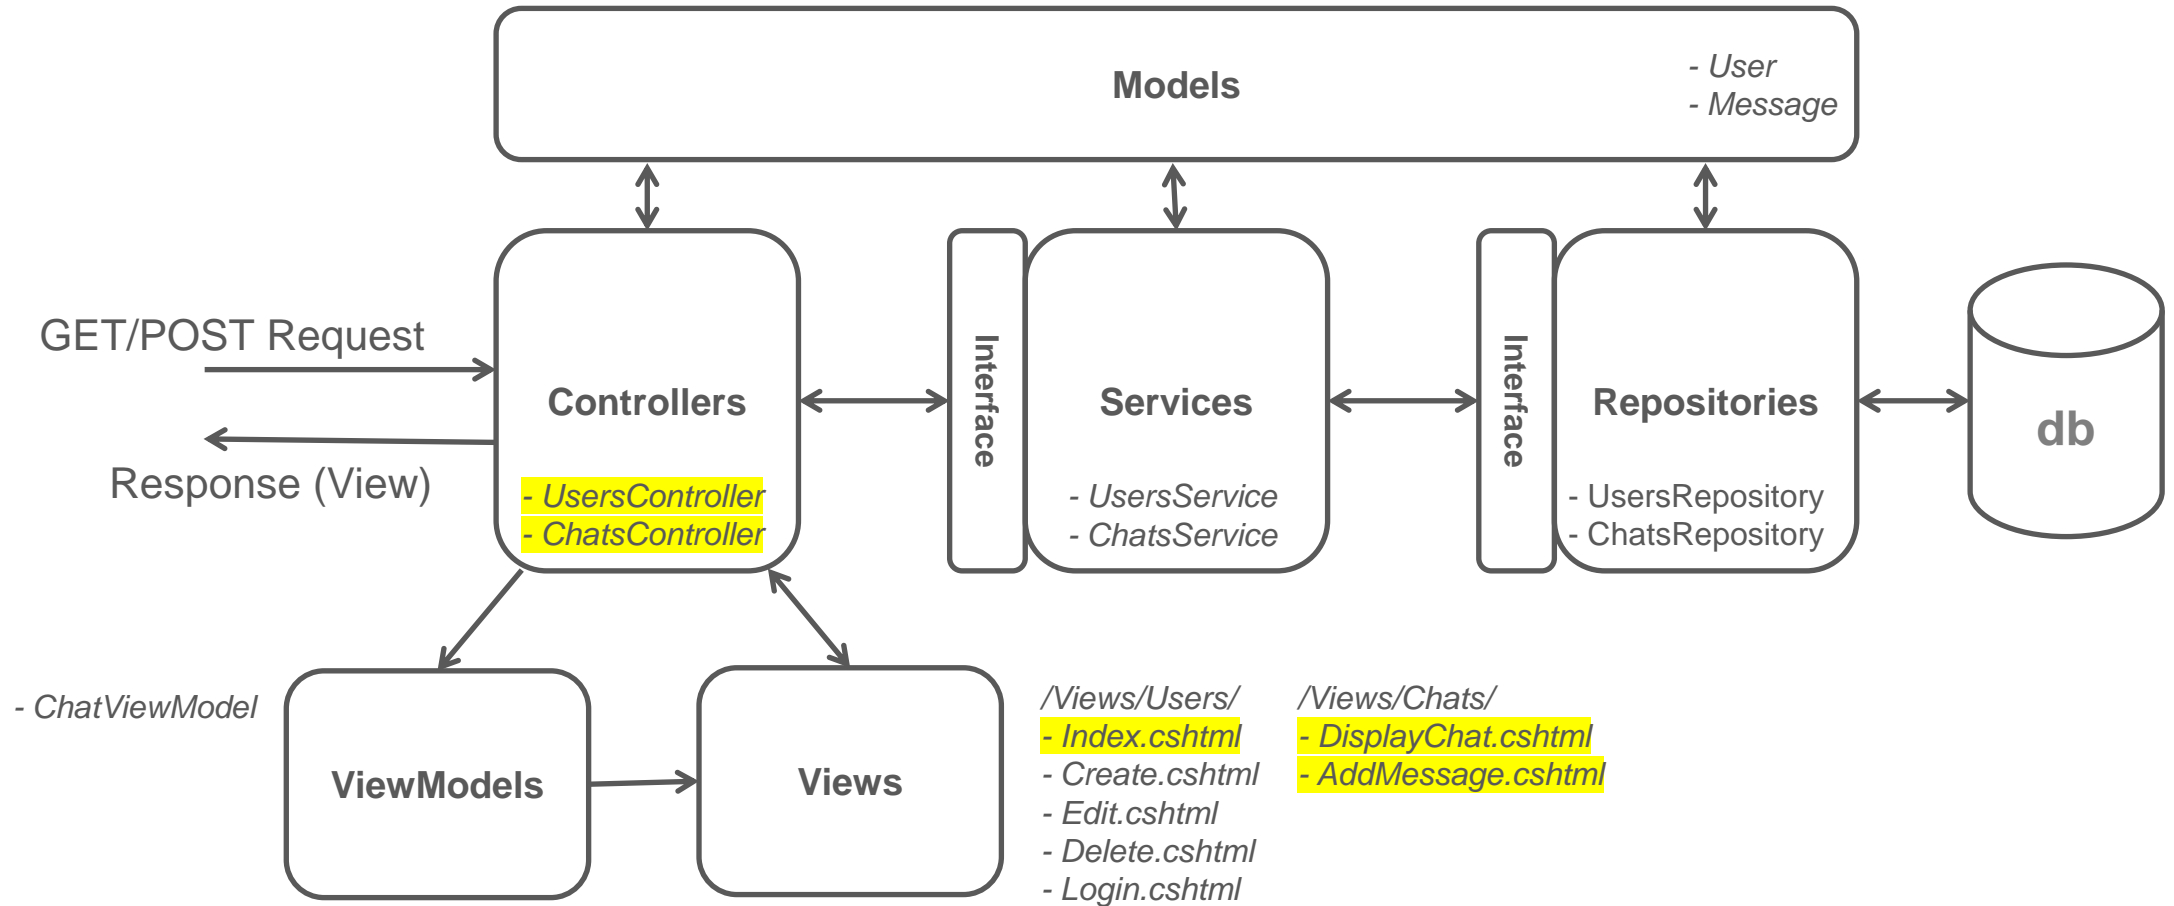 Models
- User
- Message
GET/POST Request
Response (View)
Controllers
- UsersController
- ChatsController
Interface
Services
- UsersService
- ChatsService
Interface
Repositories
- UsersRepository
- ChatsRepository
db
- ChatViewModel
ViewModels
Views
/Views/Users/
- Index.cshtml
- Create.cshtml
- Edit.cshtml
- Delete.cshtml
- Login.cshtml
/Views/Chats/
- DisplayChat.cshtml
- AddMessage.cshtml